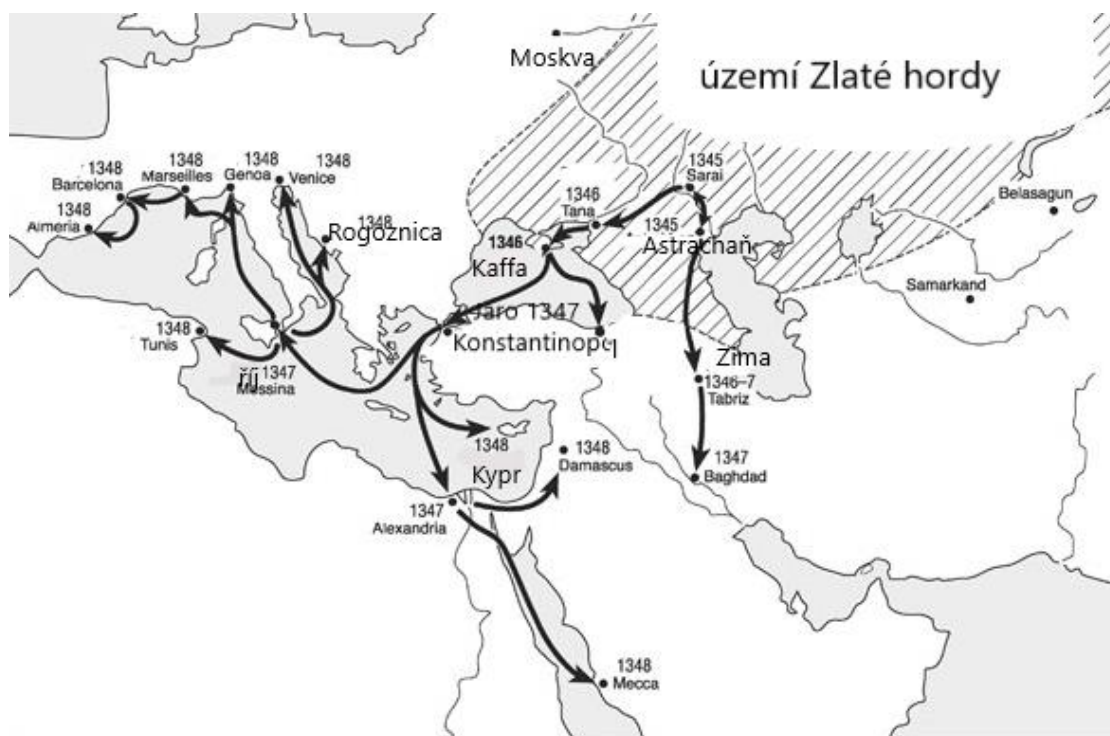 Moskva
území Zlaté hordy
1348
Barcelona
1348
Marseilles
1348
Genoa
1348
Venice
1345
Sarai
Belasagun
1348
Almeria
1346
Tana
1348
Rogoznica
1345
Astrachaň
1346
Kaffa
Samarkand
Jaro 1347
Konstantinopol
1348
Tunis
říj
1347
Messina
Zima
1346–7
Tabriz
1348
Kypr
1348
Damascus
1347
Baghdad
1347
Alexandria
1348
Mecca